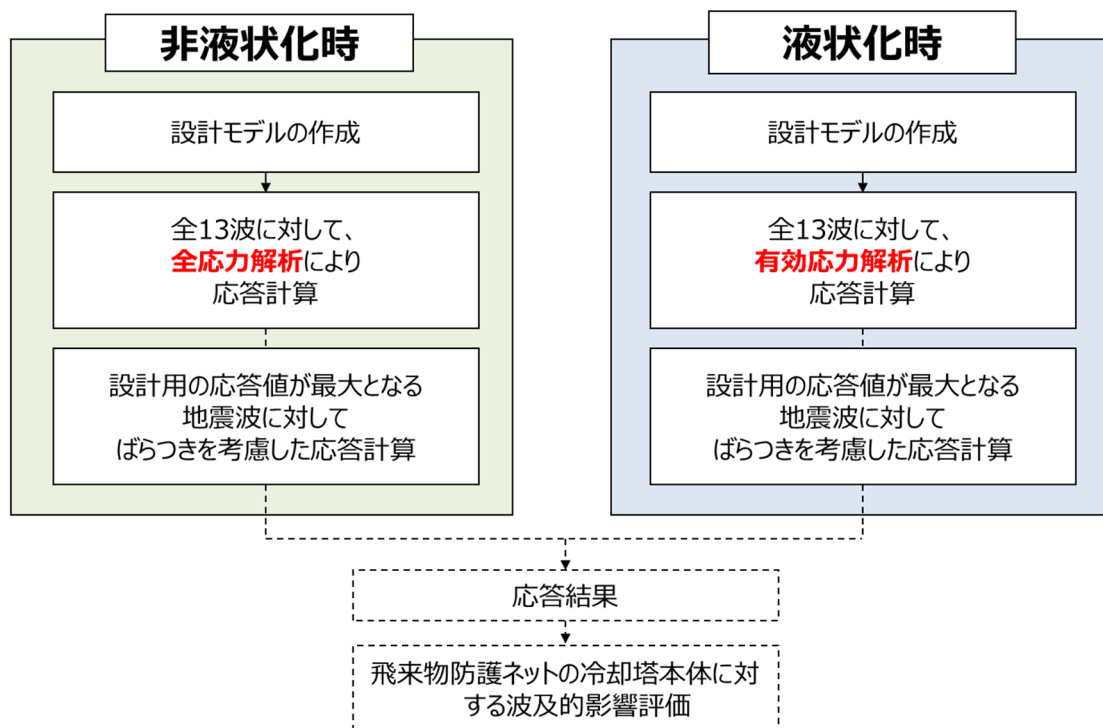 非液状化時
設計モデルの作成
全13波に対して、
全応力解析により
応答計算
設計用の応答値が最大となる
地震波に対して
ばらつきを考慮した応答計算
液状化時
設計モデルの作成
全13波に対して、
有効応力解析により
応答計算
設計用の応答値が最大となる
地震波に対して
ばらつきを考慮した応答計算
応答結果
飛来物防護ネットの冷却塔本体に対
する波及的影響評価